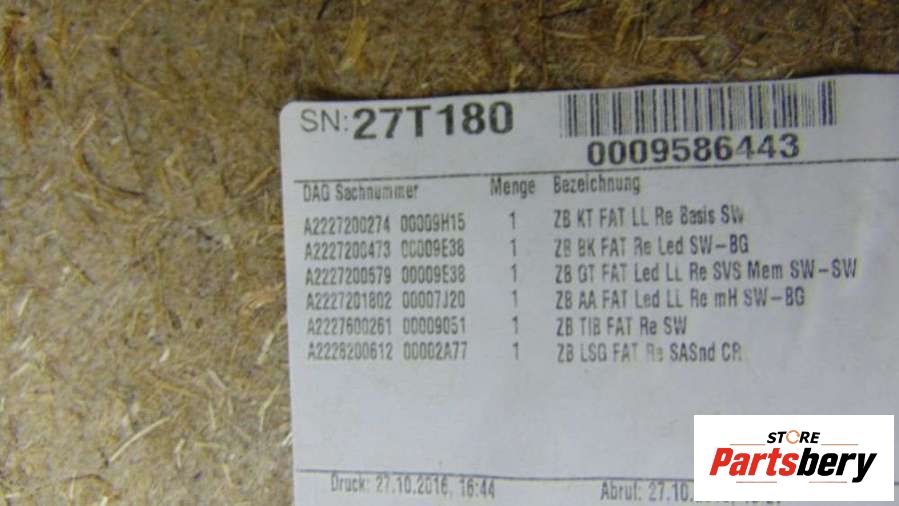 SN: 27T180
0009586443
DAG Sachnummer Menge Bezeichnung
A2227200274 00009H15 1 ZB KT FAT LL Re Basis SW
A2227200473 00009E38 1 ZB BK FAT Re Led SW-BG
A2227200579 00009E38 1 ZB GT FAT Led LL Re SVS Mem SW-SW
A2227201802 00007J20 1 ZB AA FAT Led LL Re mH SW-BG
A2227600261 00009051 1 ZB TIB FAT Re SW
A2228200612 00002A77 1 ZB LSG FAT Re SASnd CR
Druck: 27.10.2016, 16:44 Abruf: 27.10.
STORE
Partsbery